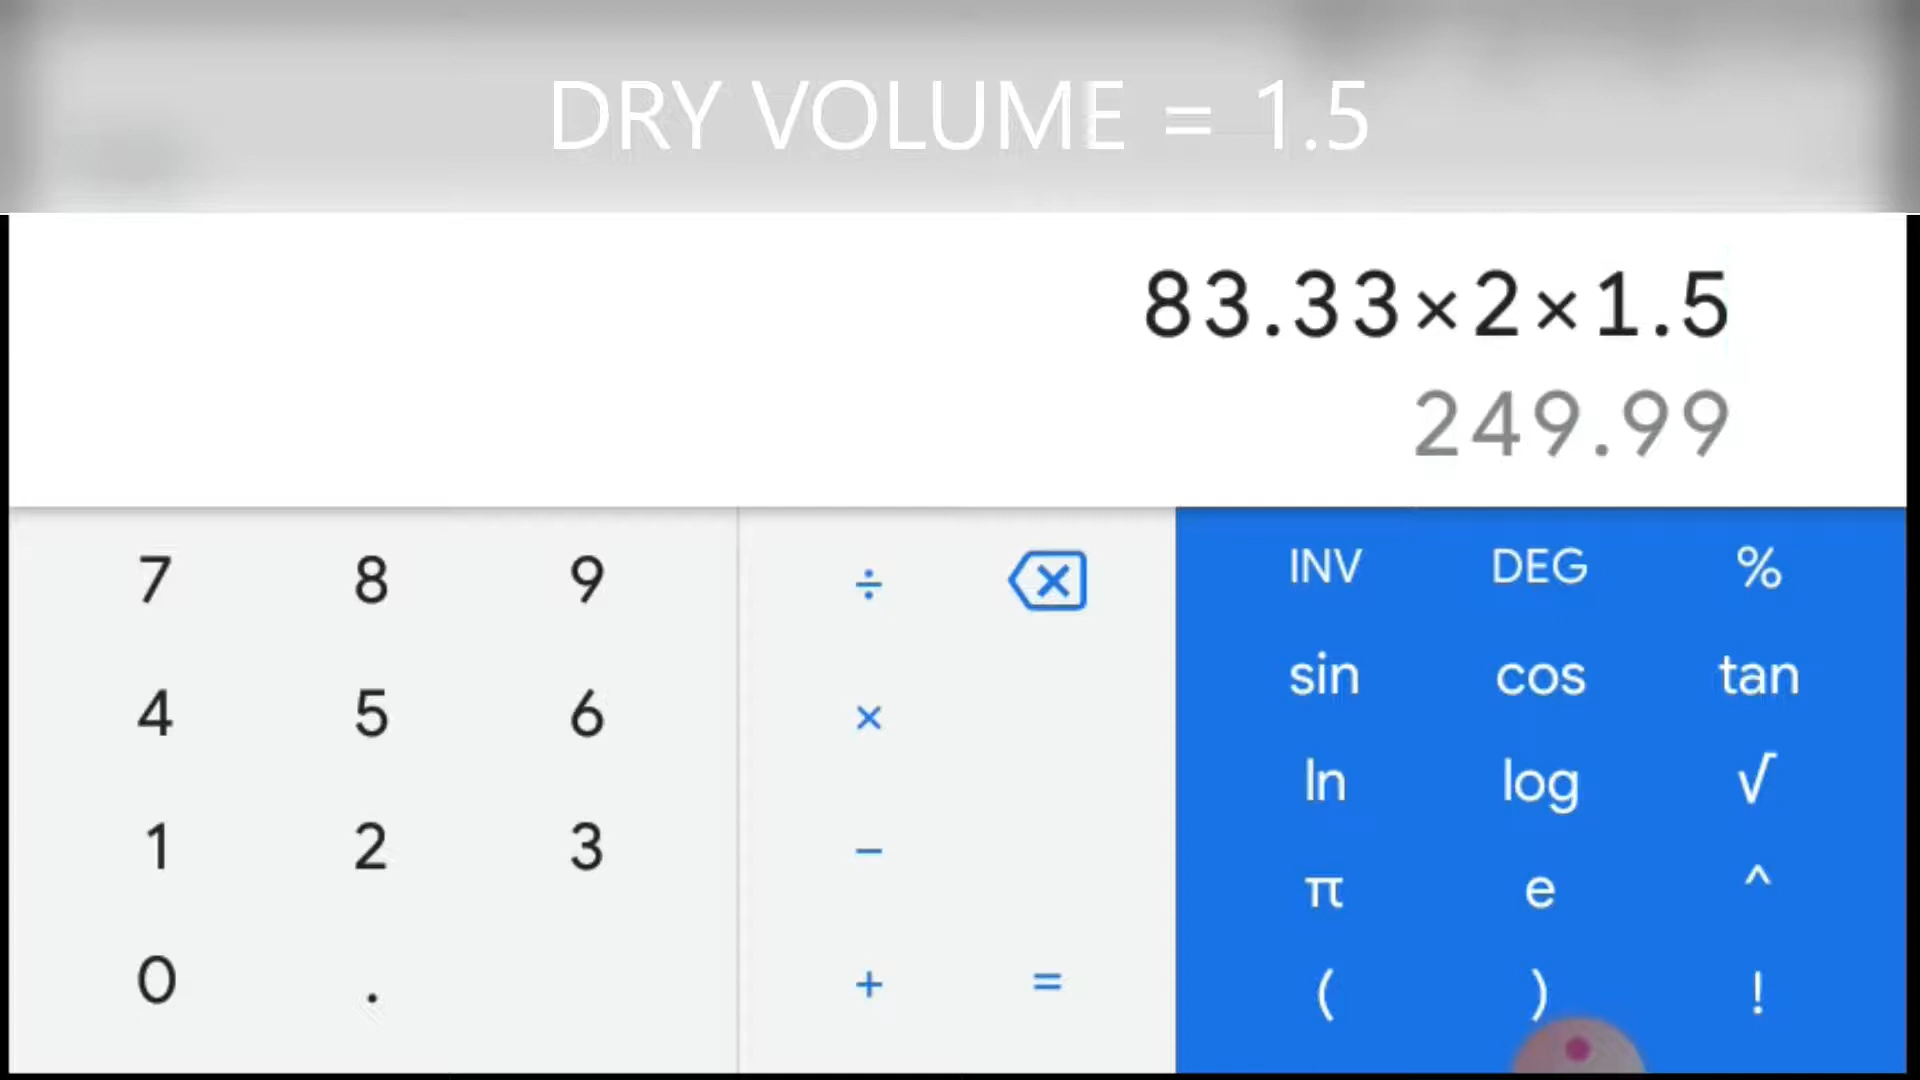 DRY VOLUME = 1.5
83.33×2×1.5
249.99
7 8 9 ÷ INV DEG %
4 5 6 × sin cos tan
1 2 3 − ln log √
0 . + = π e ^
( ) !